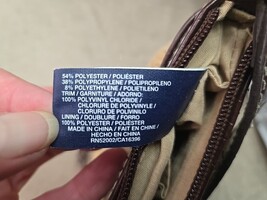 54% POLYESTER / POLIÉSTER
38% POLYPROPYLENE / POLIPROPILENO
8% POLYETHYLENE / POLIETILENO
TRIM / GARNITURE / ADORNO:
100% POLYVINYL CHLORIDE /
CHLORURE DE POLYVINYLE /
CLORURO DE POLIVINILO
LINING / DOUBLURE / FORRO:
100% POLYESTER / POLIÉSTER
MADE IN CHINA / FAIT EN CHINE /
HECHO EN CHINA
RN52002/CA16396